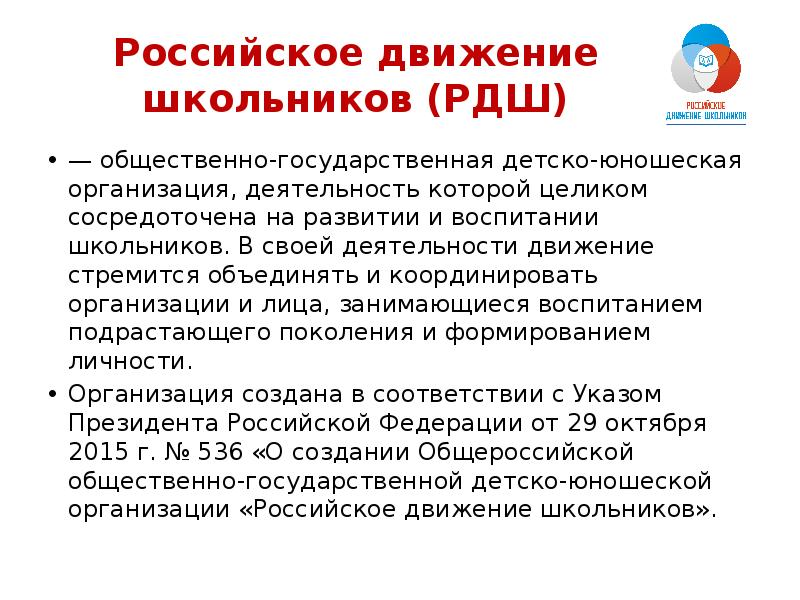 Российское движение
школьников (РДШ)
РОССИЙСКОЕ
ДВИЖЕНИЕ ШКОЛЬНИКОВ
• — общественно-государственная детско-юношеская
организация, деятельность которой целиком
сосредоточена на развитии и воспитании
школьников. В своей деятельности движение
стремится объединять и координировать
организации и лица, занимающиеся воспитанием
подрастающего поколения и формированием
личности.
• Организация создана в соответствии с Указом
Президента Российской Федерации от 29 октября
2015 г. № 536 «О создании Общероссийской
общественно-государственной детско-юношеской
организации «Российское движение школьников».